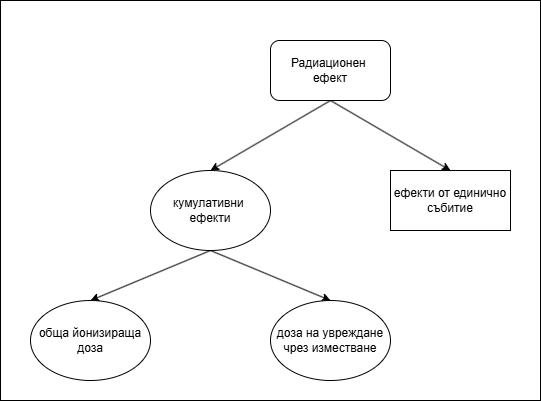 Радиационен
ефект
кумулативни
ефекти
ефекти от единично
събитие
обща йонизираща
доза
доза на увреждане
чрез изместване